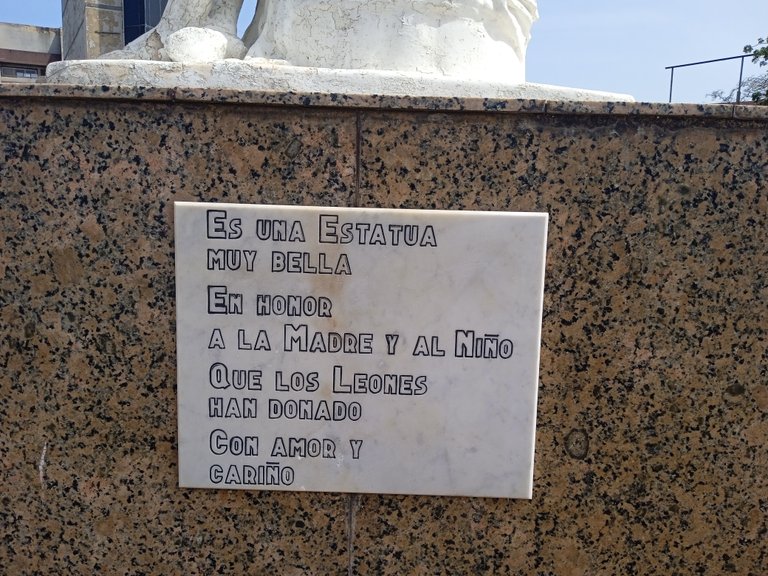 Es una Estatua
muy bella
En honor
a la Madre y al Niño
Que los Leones
han donado
Con amor y
cariño